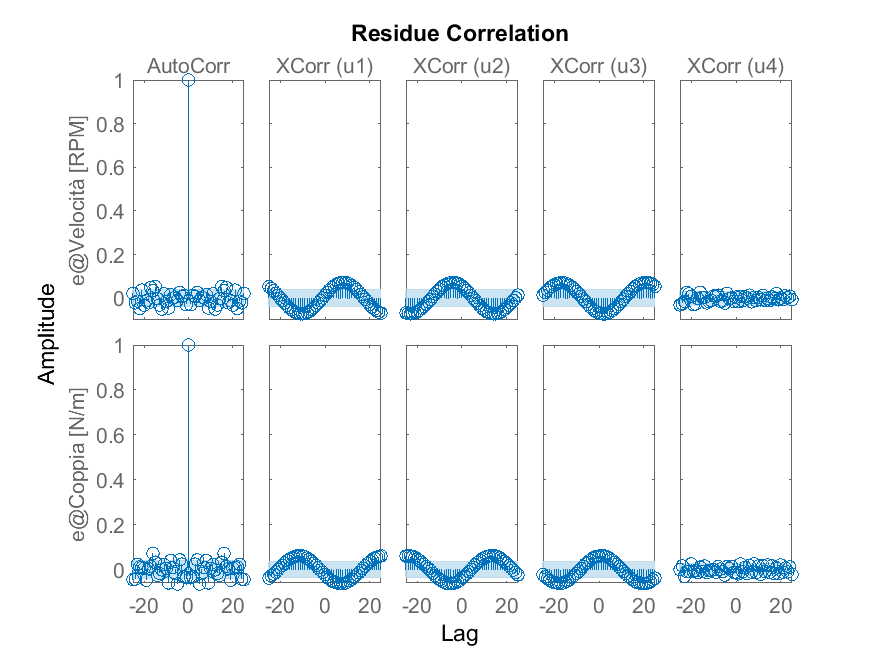 Residue Correlation
AutoCorr XCorr (u1) XCorr (u2) XCorr (u3) XCorr (u4)
Amplitude
e@Velocità [RPM]
1
0.8
0.6
0.4
0.2
0
e@Coppia [N/m]
1
0.8
0.6
0.4
0.2
0
-20 0 20 -20 0 20 -20 0 20 -20 0 20 -20 0 20
Lag